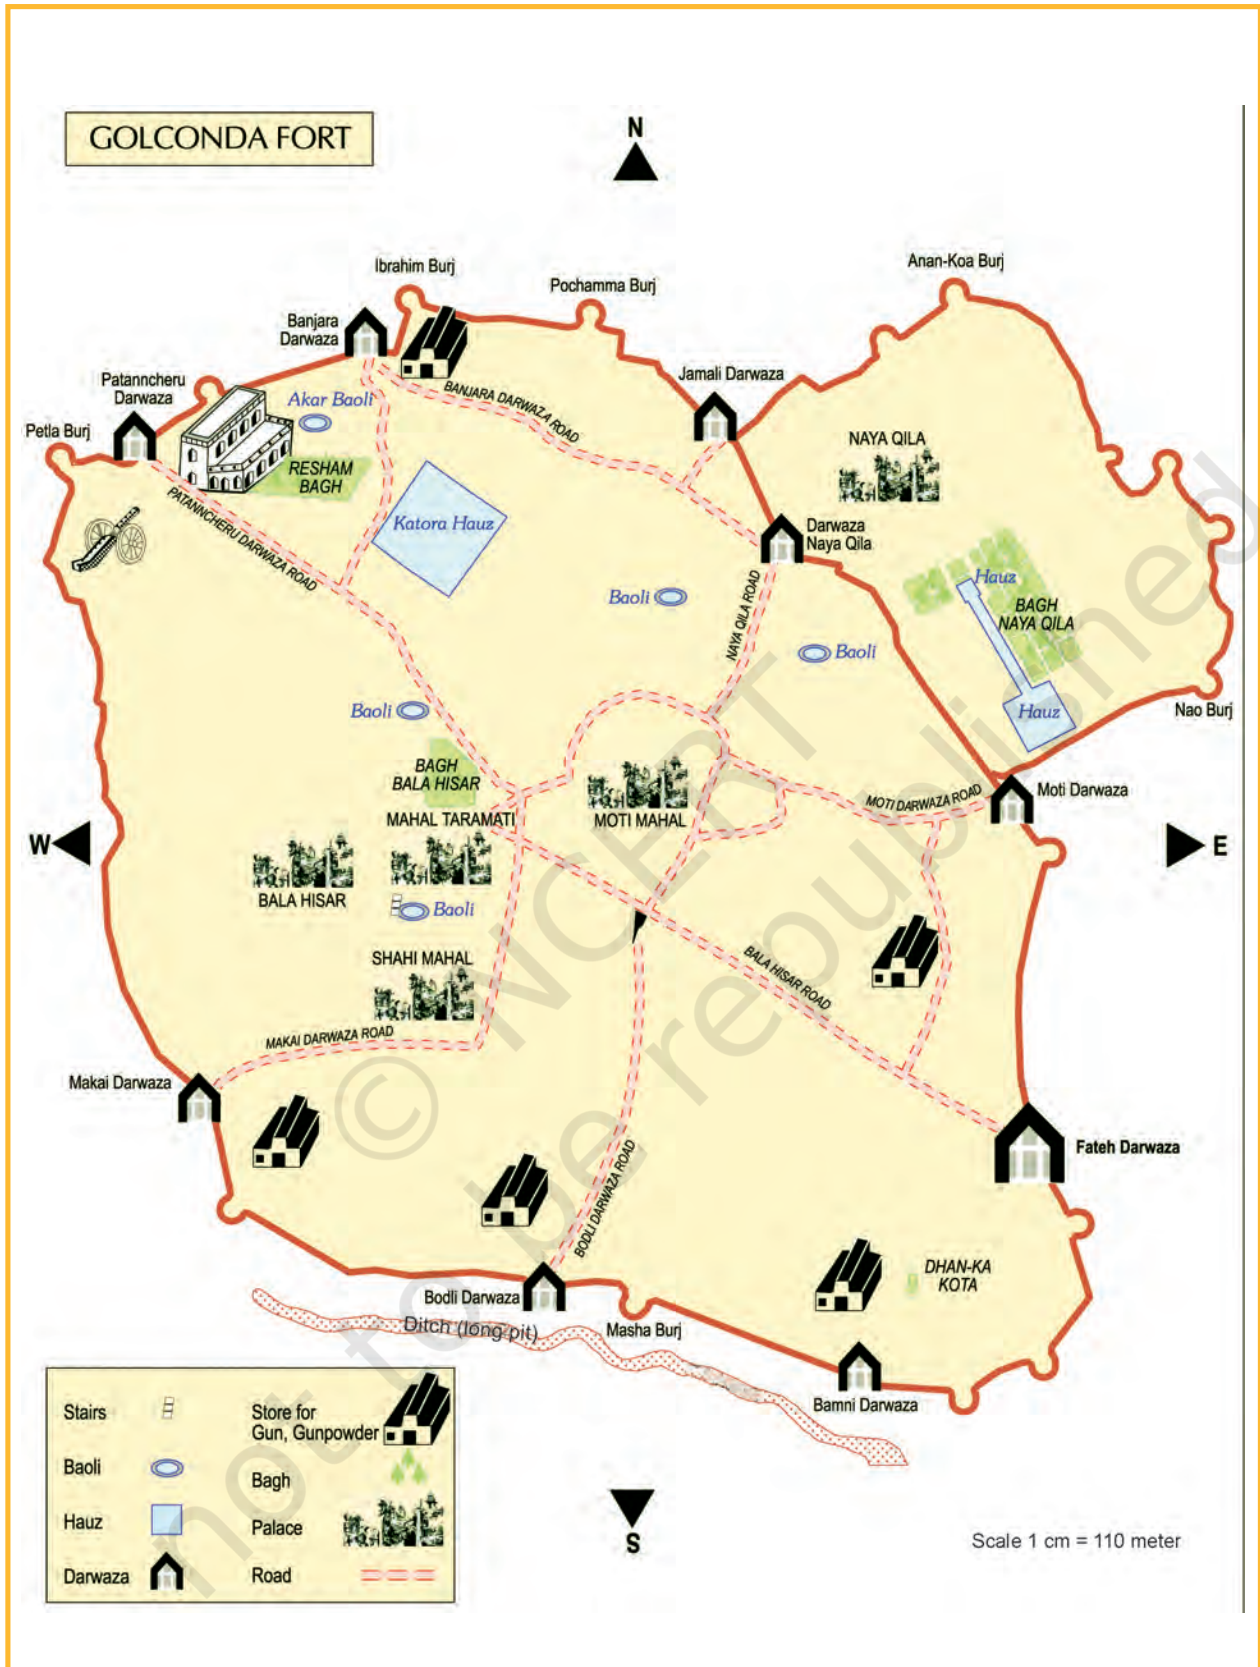 GOLCONDA FORT
N
Ibrahim Burj
Pochamma Burj
Anan-Koa Burj
Banjara
Darwaza
Patanncheru
Darwaza
Akar Baoli
BANJARA DARWAZA ROAD
Jamali Darwaza
Petla Burj
RESHAM
BAGH
NAYA QILA
PATANNCHERU DARWAZA ROAD
Katora Hauz
Darwaza
Naya Qila
Baoli
NAYA QILA ROAD
Hauz
BAGH
NAYA QILA
Baoli
Baoli
Hauz
Nao Burj
BAGH
BALA HISAR
MAHAL TARAMATI
MOTI MAHAL
MOTI DARWAZA ROAD
Moti Darwaza
W
E
BALA HISAR
Baoli
SHAHI MAHAL
BALA HISAR ROAD
MAKAI DARWAZA ROAD
Makai Darwaza
Fateh Darwaza
BODLI DARWAZA ROAD
DHAN-KA
KOTA
Bodli Darwaza
Ditch (long pit)
Masha Burj
Bamni Darwaza
Stairs
Store for
Gun, Gunpowder
Baoli
Bagh
Hauz
Palace
Darwaza
Road
S
Scale 1 cm = 110 meter
© NCERT
not to be republished